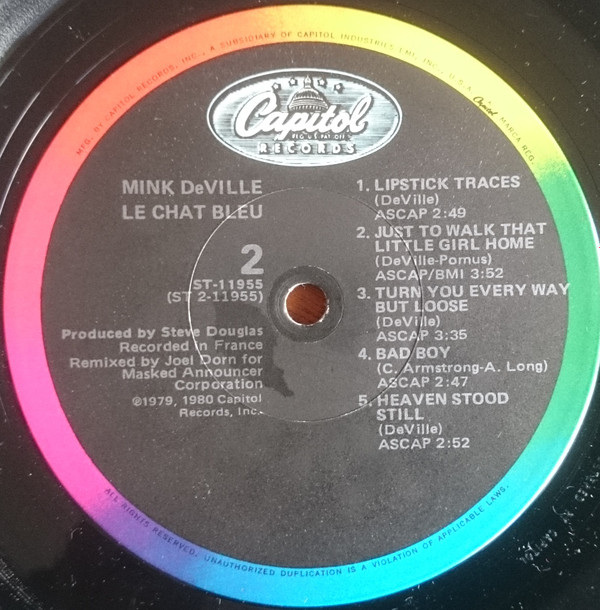 MFG. BY CAPITOL RECORDS, INC., A SUBSIDIARY OF CAPITOL INDUSTRIES-EMI, INC., U.S.A. Capitol MARCA REG.
Capitol
RECORDS
MINK DeVILLE
LE CHAT BLEU
2
ST-11955
(ST 2-11955)
Produced by Steve Douglas
Recorded in France
Remixed by Joel Dorn for
Masked Announcer
Corporation
℗1979, 1980 Capitol
Records, Inc.
1. LIPSTICK TRACES
(DeVille)
ASCAP 2:49
2. JUST TO WALK THAT
LITTLE GIRL HOME
(DeVille-Pomus)
ASCAP/BMI 3:52
3. TURN YOU EVERY WAY
BUT LOOSE
(DeVille)
ASCAP 3:35
4. BAD BOY
(C. Armstrong-A. Long)
ASCAP 2:47
5. HEAVEN STOOD
STILL
(DeVille)
ASCAP 2:52
ALL RIGHTS RESERVED. UNAUTHORIZED DUPLICATION IS A VIOLATION OF APPLICABLE LAWS.